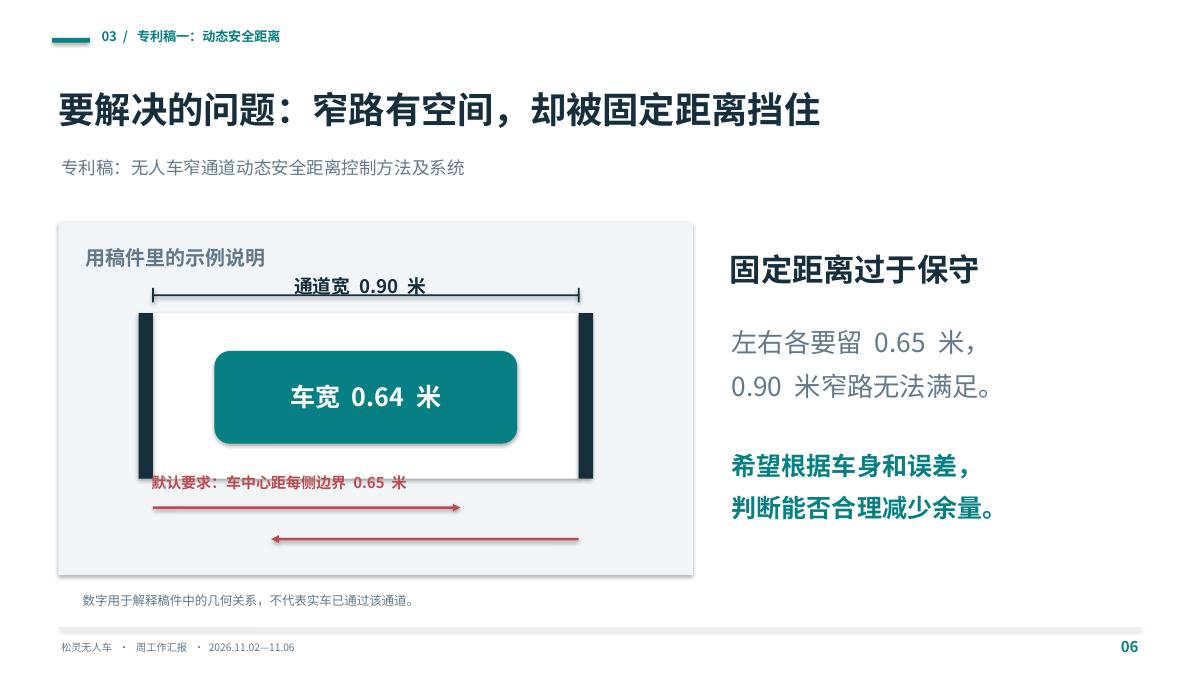 03 / 专利稿一：动态安全距离
要解决的问题：窄路有空间，却被固定距离挡住
专利稿：无人车窄通道动态安全距离控制方法及系统
用稿件里的示例说明
通道宽 0.90 米
车宽 0.64 米
默认要求：车中心距每侧边界 0.65 米
固定距离过于保守
左右各要留 0.65 米，
0.90 米窄路无法满足。
希望根据车身和误差，
判断能否合理减少余量。
数字用于解释稿件中的几何关系，不代表实车已通过该通道。
松灵无人车 · 周工作汇报 · 2026.11.02—11.06
06